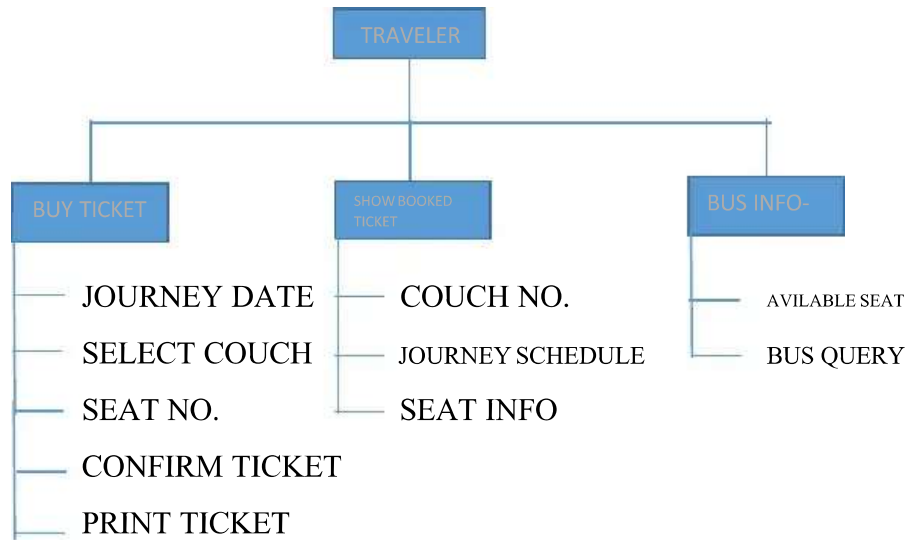 TRAVELER
BUY TICKET
JOURNEY DATE
SELECT COUCH
SEAT NO.
CONFIRM TICKET
PRINT TICKET
SHOW BOOKED
TICKET
COUCH NO.
JOURNEY SCHEDULE
SEAT INFO
BUS INFO-
AVILABLE SEAT
BUS QUERY